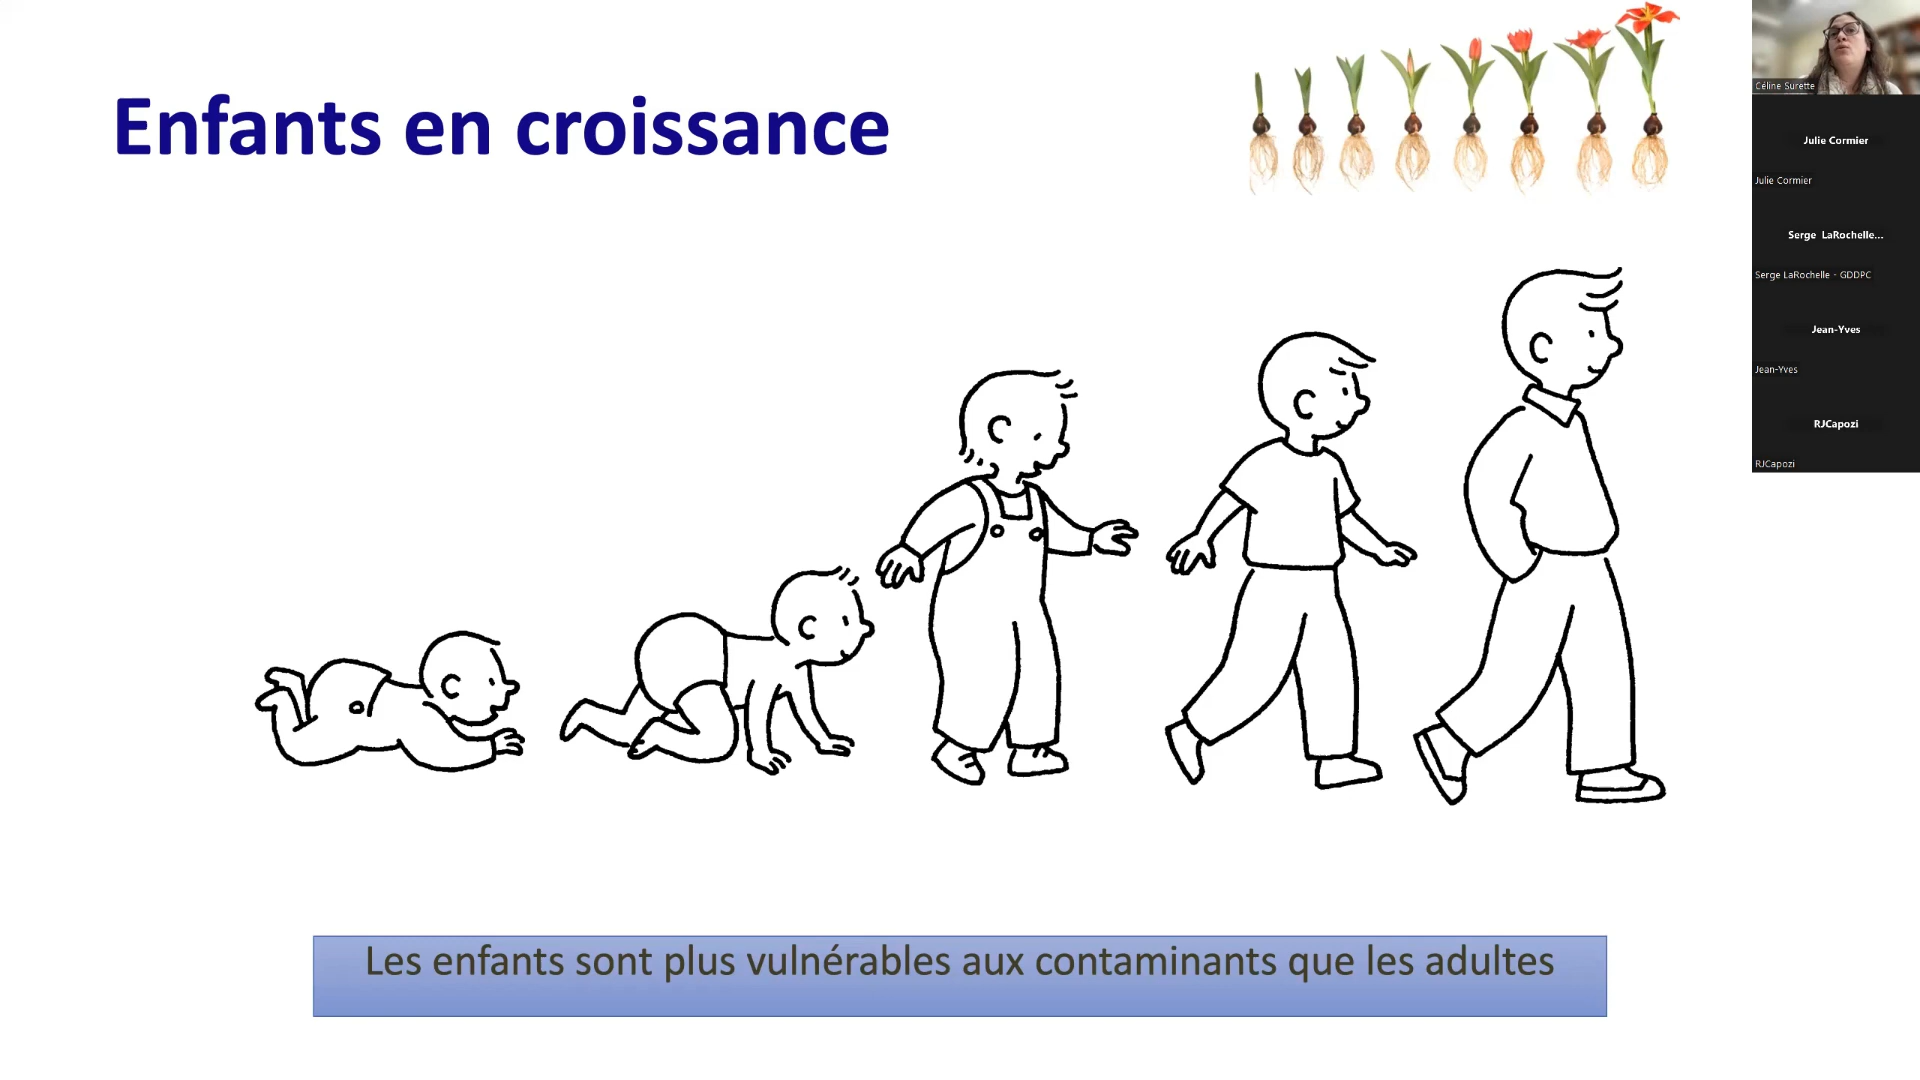 Enfants en croissance
Les enfants sont plus vulnérables aux contaminants que les adultes
Céline Surette
Julie Cormier
Julie Cormier
Serge LaRochelle...
Serge LaRochelle - GDDPC
Jean-Yves
Jean-Yves
RJCapozi
RJCapozi